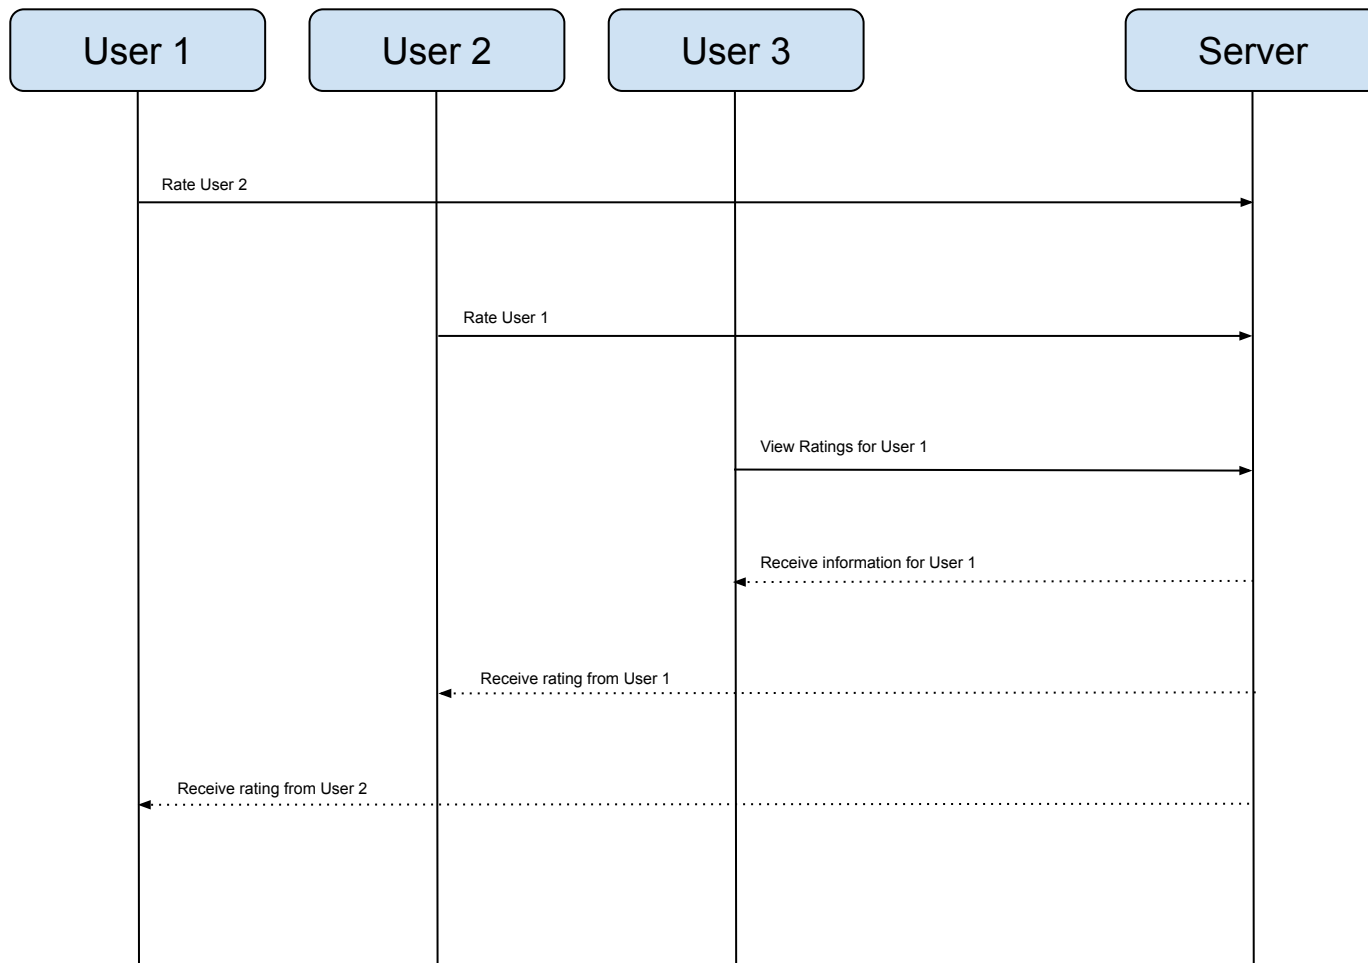 User 1
User 2
User 3
Server
Rate User 2
Rate User 1
View Ratings for User 1
Receive information for User 1
Receive rating from User 1
Receive rating from User 2